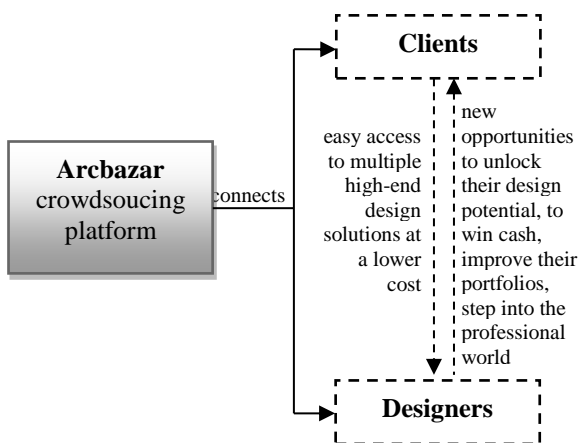 Clients
Arcbazar
crowdsoucing
platform
connects
easy access
to multiple
high-end
design
solutions at
a lower
cost
new
opportunities
to unlock
their design
potential, to
win cash,
improve their
portfolios,
step into the
professional
world
Designers